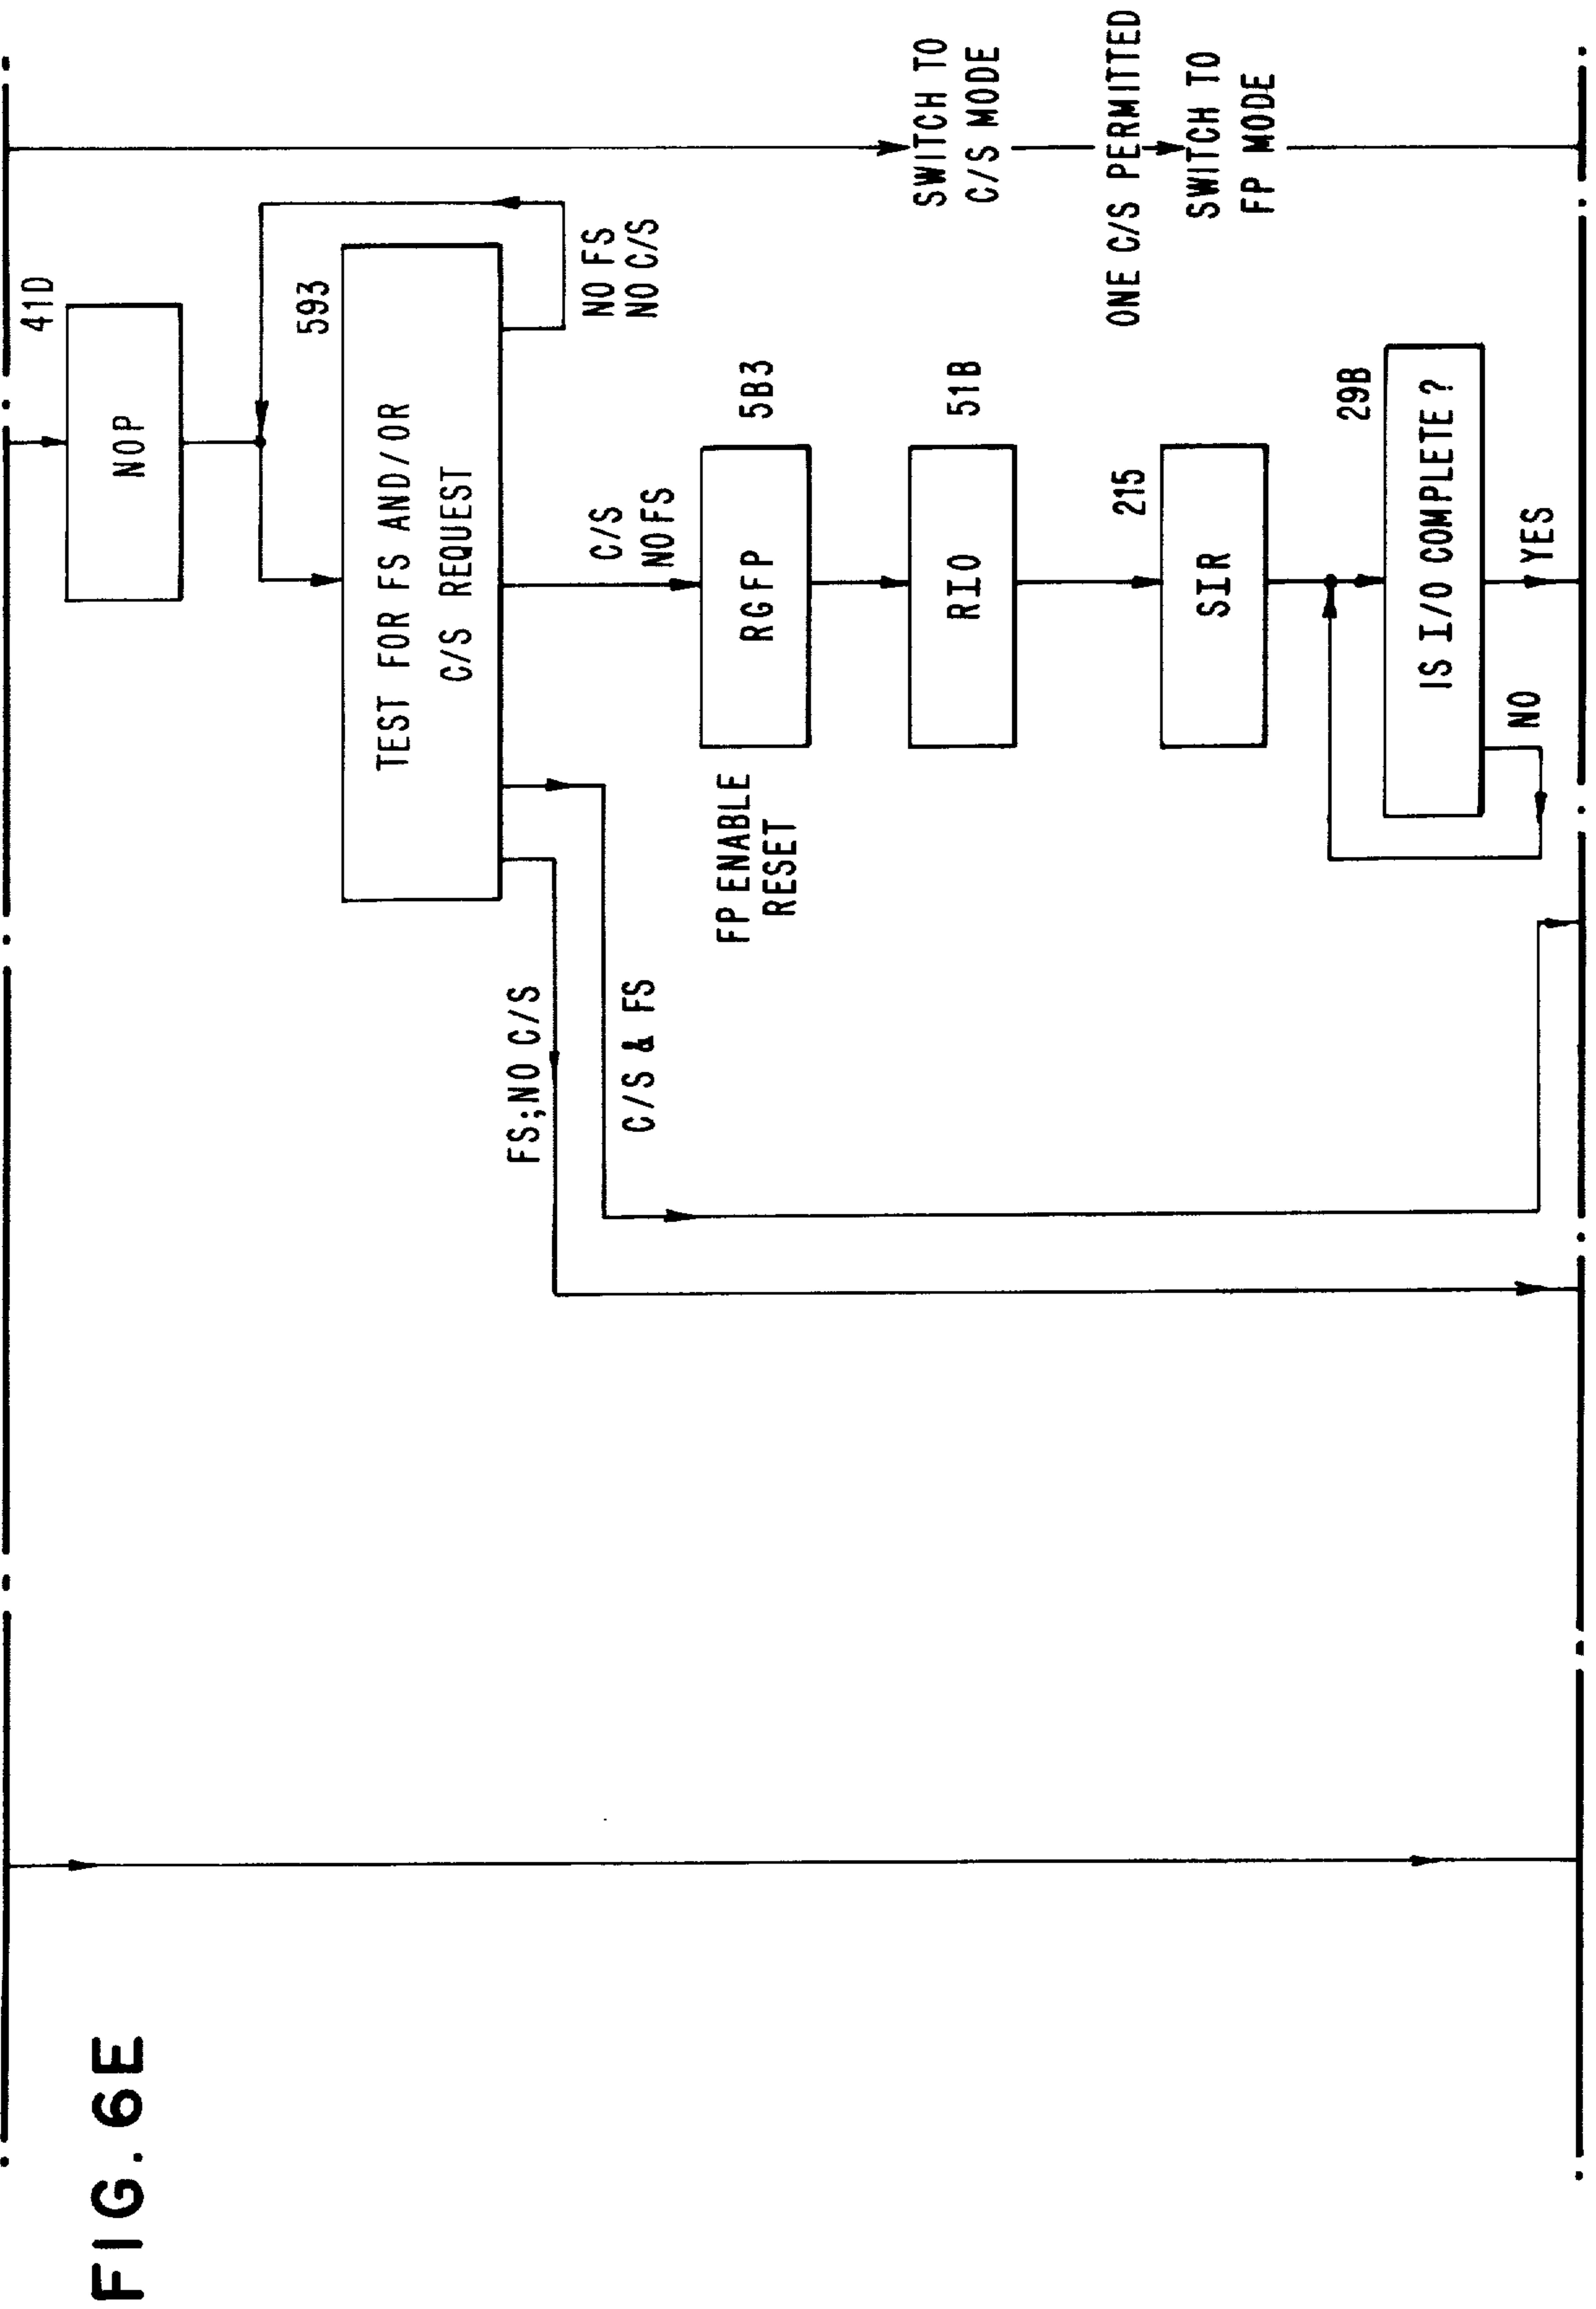 FIG. 6E
41D
NOP
593
TEST FOR FS AND/OR
C/S REQUEST
NO FS
NO C/S
FS;NO C/S
C/S & FS
C/S
NO FS
FP ENABLE
RESET
RGFP
5B3
RIO
51B
215
SIR
29B
IS I/O COMPLETE ?
NO
YES
SWITCH TO
C/S MODE
ONE C/S PERMITTED
SWITCH TO
FP MODE